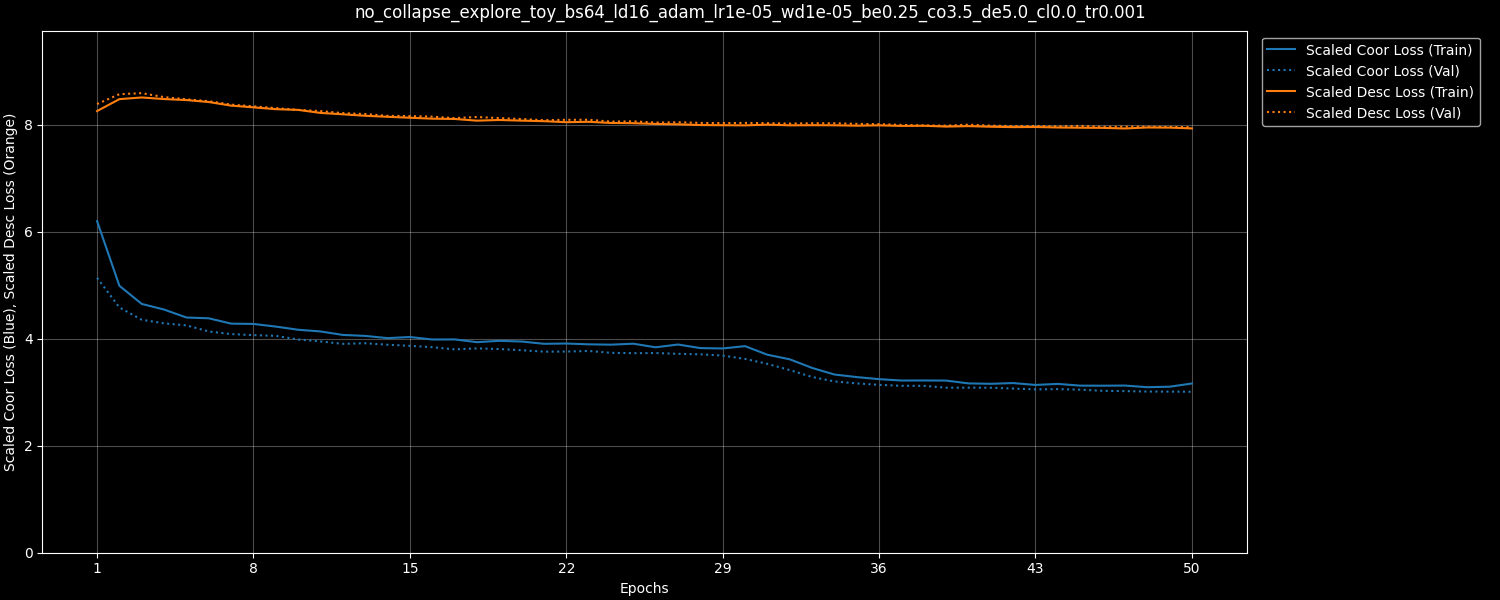 no_collapse_explore_toy_bs64_ld16_adam_lr1e-05_wd1e-05_be0.25_co3.5_de5.0_cl0.0_tr0.001
Scaled Coor Loss (Blue), Scaled Desc Loss (Orange)
8
6
4
2
0
1 8 15 22 29 36 43 50
Epochs
Scaled Coor Loss (Train)
Scaled Coor Loss (Val)
Scaled Desc Loss (Train)
Scaled Desc Loss (Val)